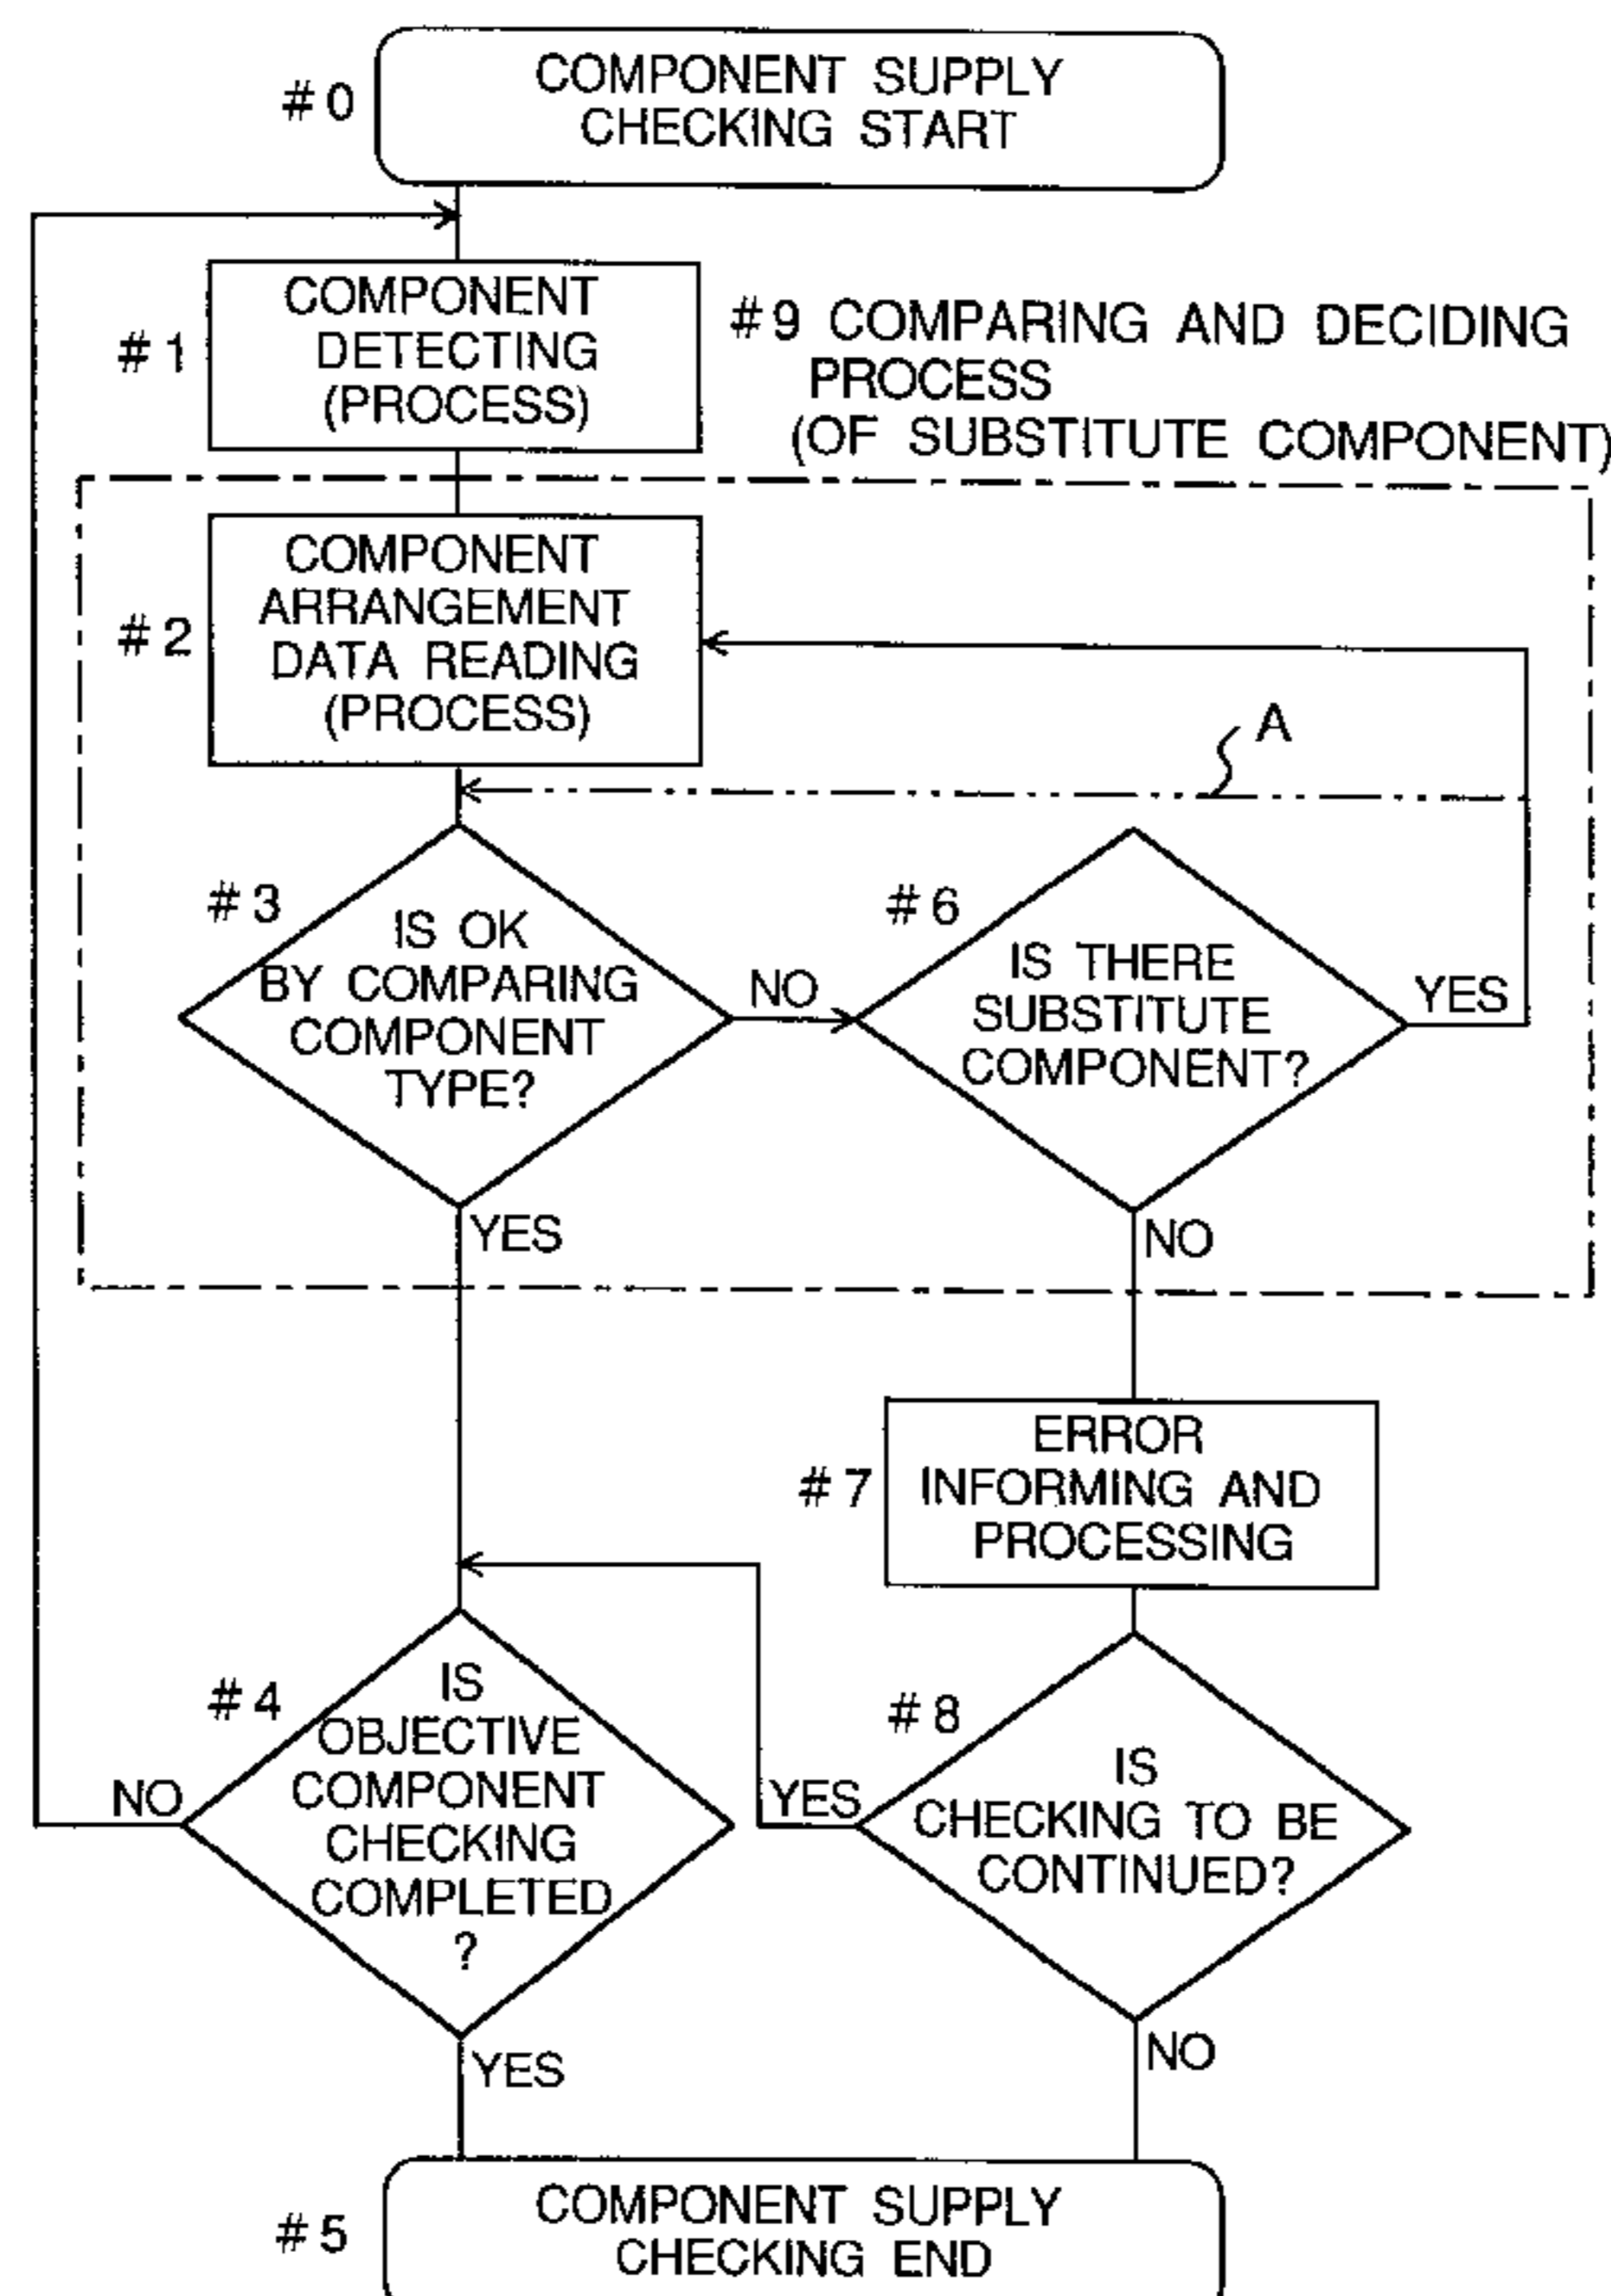 #0
COMPONENT SUPPLY
CHECKING START
#1
COMPONENT
DETECTING
(PROCESS)
#9 COMPARING AND DECIDING
PROCESS
(OF SUBSTITUTE COMPONENT)
#2
COMPONENT
ARRANGEMENT
DATA READING
(PROCESS)
A
#3
IS OK
BY COMPARING
COMPONENT
TYPE?
NO
YES
#6
IS THERE
SUBSTITUTE
COMPONENT?
YES
NO
#7
ERROR
INFORMING AND
PROCESSING
#4
IS
OBJECTIVE
COMPONENT
CHECKING
COMPLETED
?
NO
YES
#8
IS
CHECKING TO BE
CONTINUED?
YES
NO
#5
COMPONENT SUPPLY
CHECKING END